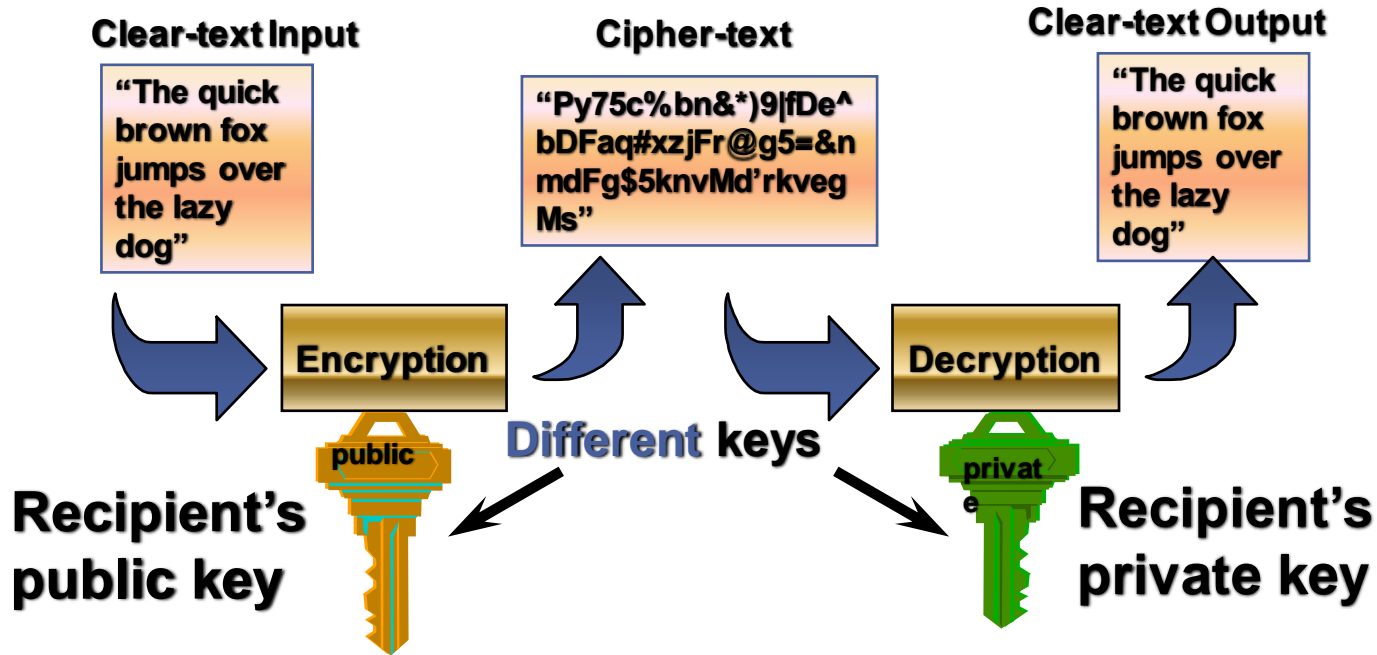 Clear-text Input
Cipher-text
Clear-text Output
“The quick
brown fox
jumps over
the lazy
dog”
“Py75c%bn&*)9|fDe^
bDFaq#xzjFr@g5=&n
mdFg$5knvMd’rkveg
Ms”
“The quick
brown fox
jumps over
the lazy
dog”
Encryption
Decryption
public
Different keys
privat
e
Recipient’s
public key
Recipient’s
private key